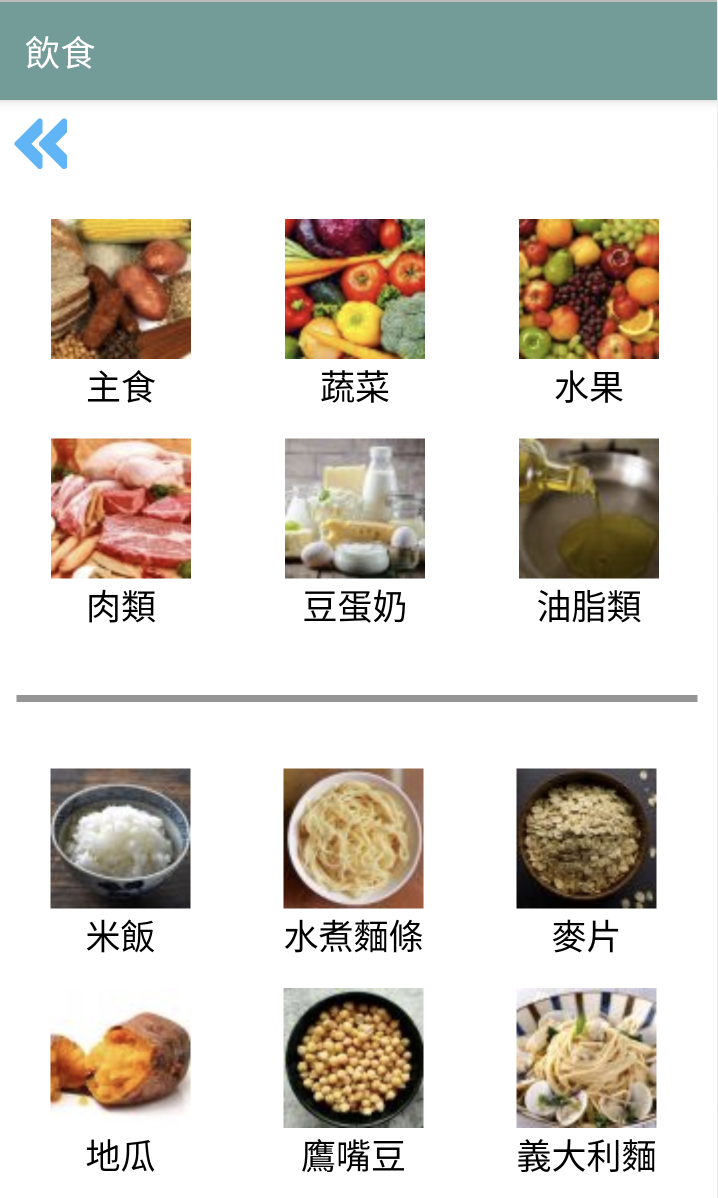 飲食
主食
蔬菜
水果
肉類
豆蛋奶
油脂類
米飯
水煮麵條
麥片
地瓜
鷹嘴豆
義大利麵